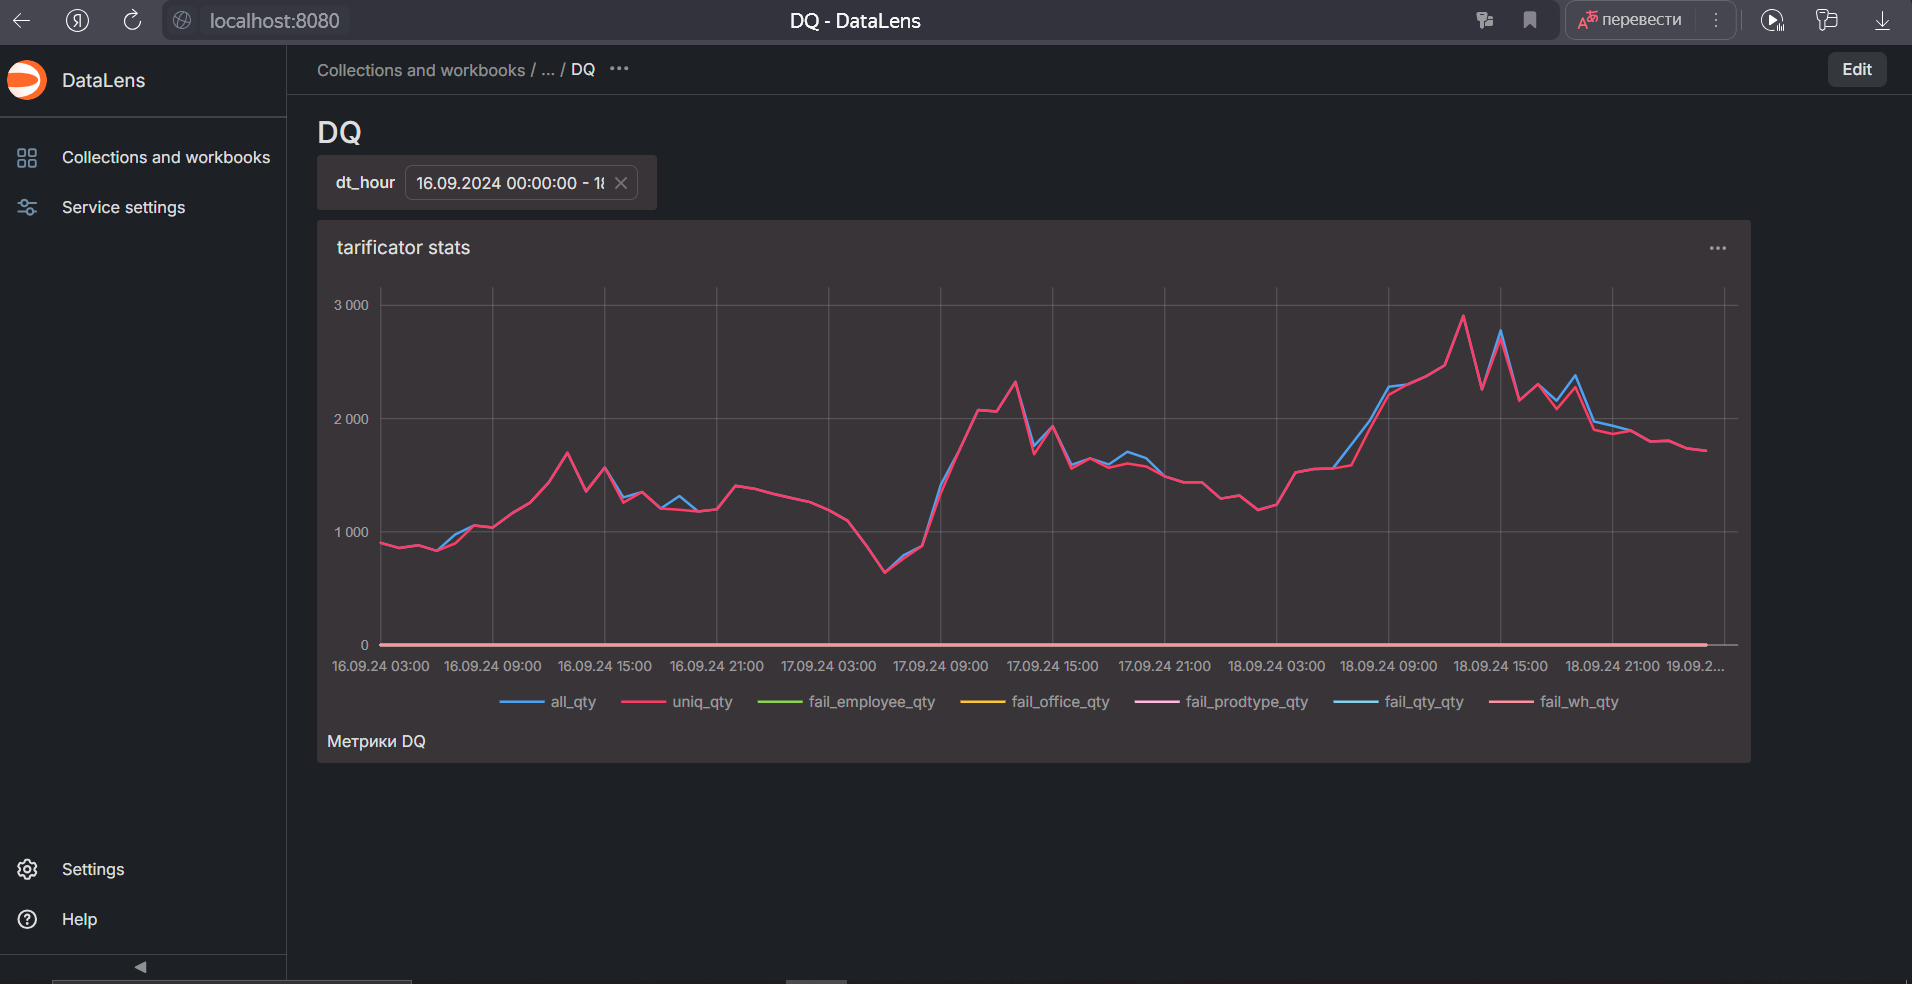 localhost:8080
DQ - DataLens
перевести
DataLens
Collections and workbooks / ... / DQ
Edit
Collections and workbooks
Service settings
DQ
dt_hour
16.09.2024 00:00:00 - 18
tarificator stats
3 000
2 000
1 000
0
16.09.24 03:00 16.09.24 09:00 16.09.24 15:00 16.09.24 21:00 17.09.24 03:00 17.09.24 09:00 17.09.24 15:00 17.09.24 21:00 18.09.24 03:00 18.09.24 09:00 18.09.24 15:00 18.09.24 21:00 19.09.2...
all_qty uniq_qty fail_employee_qty fail_office_qty fail_prodtype_qty fail_qty_qty fail_wh_qty
Метрики DQ
Settings
Help